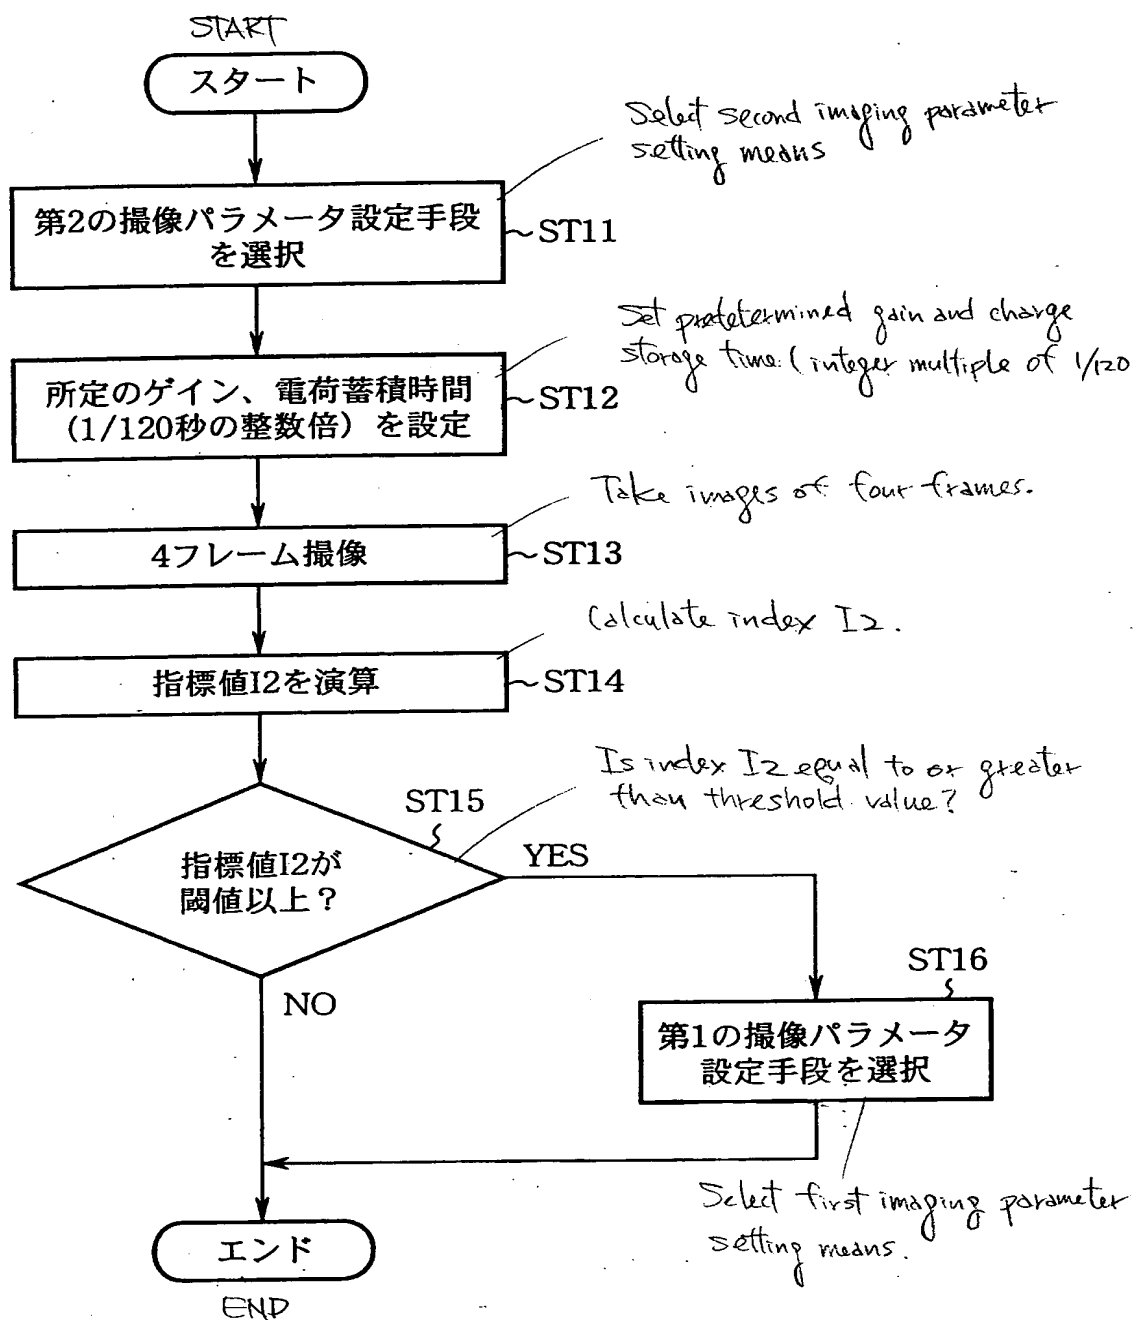 START
スタート
Select second imaging parameter
setting means
第2の撮像パラメータ設定手段
を選択
ST11
Set predetermined gain and charge
storage time. (integer multiple of 1/120
所定のゲイン、電荷蓄積時間
(1/120秒の整数倍)を設定
ST12
Take images of four frames.
4フレーム撮像
ST13
Calculate index I2.
指標値I2を演算
ST14
Is index I2 equal to or greater
than threshold value?
ST15
指標値I2が
閾値以上?
YES
NO
ST16
第1の撮像パラメータ
設定手段を選択
Select first imaging parameter
setting means.
エンド
END